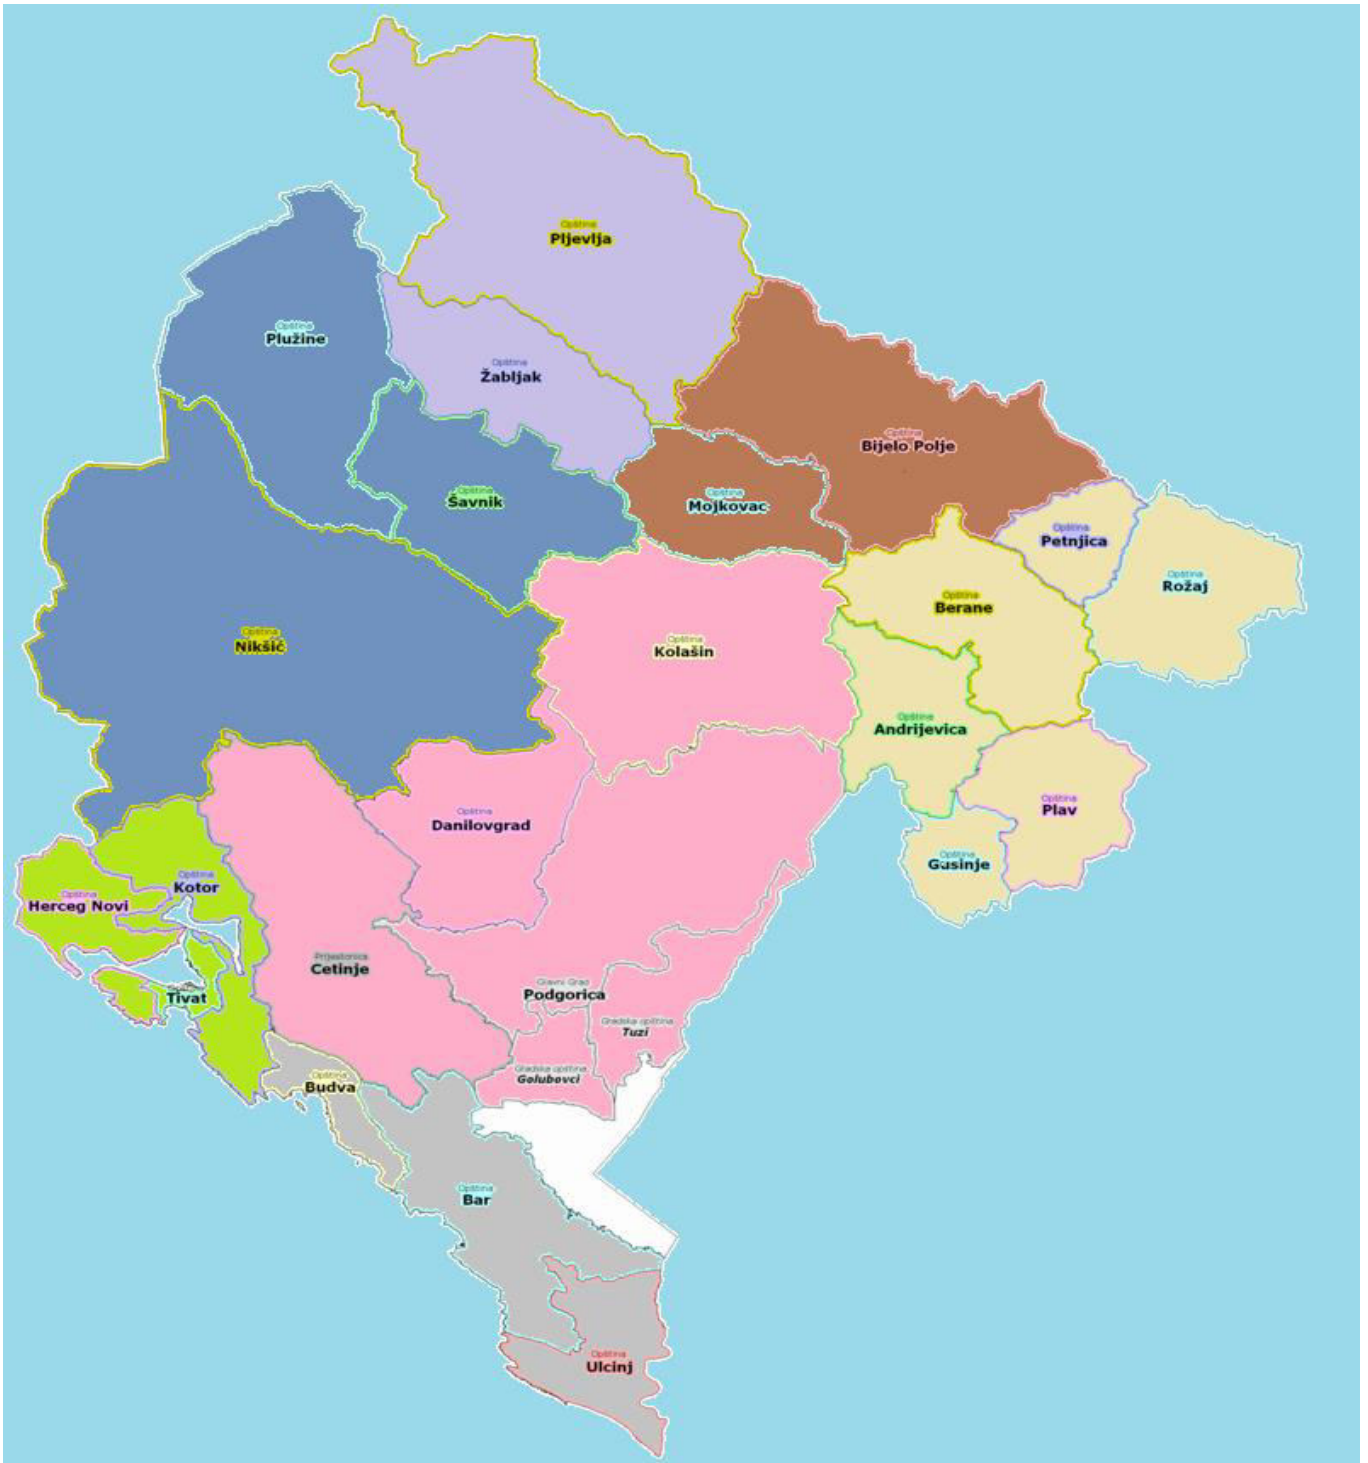 Opština
Pljevlja
Opština
Plužine
Opština
Žabljak
Opština
Bijelo Polje
Opština
Šavnik
Opština
Mojkovac
Opština
Petnjica
Opština
Rožaj
Opština
Berane
Opština
Nikšić
Opština
Kolašin
Opština
Andrijevica
Opština
Plav
Opština
Danilovgrad
Opština
Gusinje
Opština
Kotor
Opština
Herceg Novi
Prijestonica
Cetinje
Tivat
Glavni Grad
Podgorica
Gradska opština
Tuzi
Gradska opština
Golubovci
Opština
Budva
Opština
Bar
Opština
Ulcinj